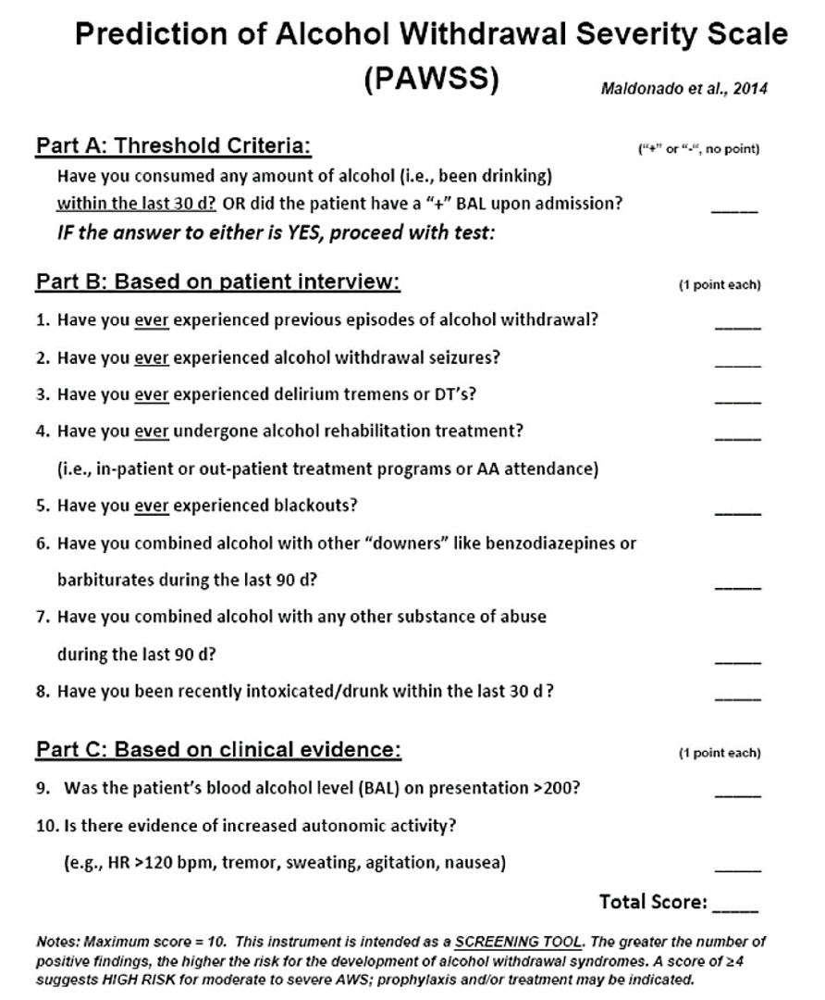 Prediction of Alcohol Withdrawal Severity Scale
(PAWSS)
Maldonado et al., 2014
Part A: Threshold Criteria:
(“+” or “-“, no point)
Have you consumed any amount of alcohol (i.e., been drinking)
within the last 30 d? OR did the patient have a “+” BAL upon admission? _____
IF the answer to either is YES, proceed with test:
Part B: Based on patient interview:
(1 point each)
1. Have you ever experienced previous episodes of alcohol withdrawal? _____
2. Have you ever experienced alcohol withdrawal seizures? _____
3. Have you ever experienced delirium tremens or DT’s? _____
4. Have you ever undergone alcohol rehabilitation treatment? _____
(i.e., in-patient or out-patient treatment programs or AA attendance)
5. Have you ever experienced blackouts? _____
6. Have you combined alcohol with other “downers” like benzodiazepines or
barbiturates during the last 90 d? _____
7. Have you combined alcohol with any other substance of abuse
during the last 90 d? _____
8. Have you been recently intoxicated/drunk within the last 30 d? _____
Part C: Based on clinical evidence:
(1 point each)
9. Was the patient’s blood alcohol level (BAL) on presentation >200? _____
10. Is there evidence of increased autonomic activity?
(e.g., HR >120 bpm, tremor, sweating, agitation, nausea) _____
Total Score: _____
Notes: Maximum score = 10. This instrument is intended as a SCREENING TOOL. The greater the number of
positive findings, the higher the risk for the development of alcohol withdrawal syndromes. A score of ≥4
suggests HIGH RISK for moderate to severe AWS; prophylaxis and/or treatment may be indicated.